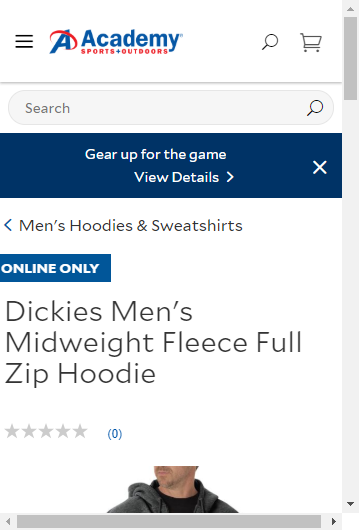 Academy
SPORTS+OUTDOORS
Search
Gear up for the game
View Details
Men's Hoodies & Sweatshirts
ONLINE ONLY
Dickies Men's
Midweight Fleece Full
Zip Hoodie
(0)